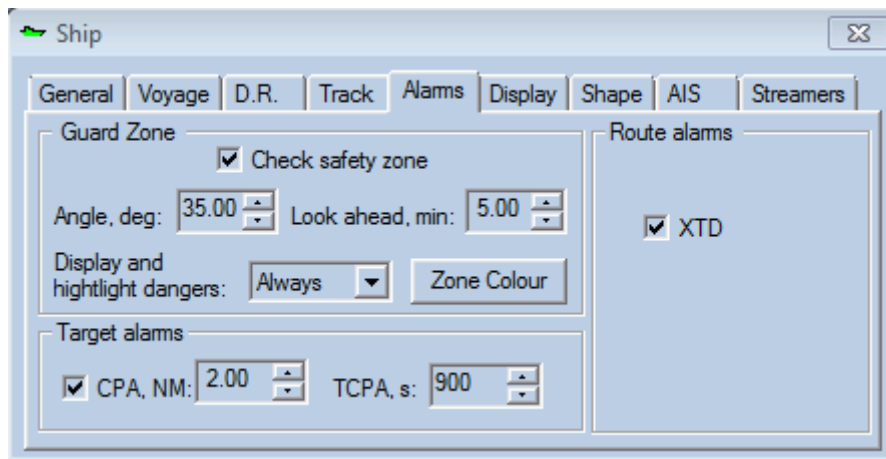 Ship
General Voyage D.R. Track Alarms Display Shape AIS Streamers
Guard Zone
Check safety zone
Angle, deg: 35.00 Look ahead, min: 5.00
Display and
hightlight dangers: Always Zone Colour
Target alarms
CPA, NM: 2.00 TCPA, s: 900
Route alarms
XTD